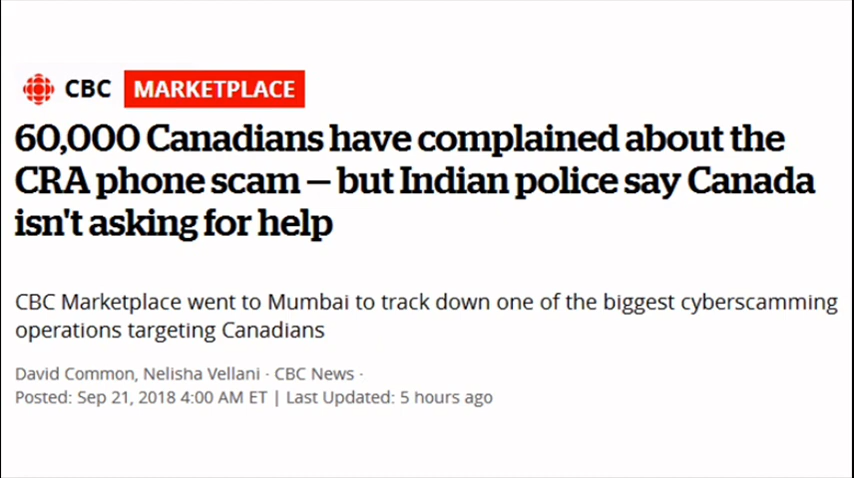 CBC MARKETPLACE
60,000 Canadians have complained about the
CRA phone scam — but Indian police say Canada
isn't asking for help
CBC Marketplace went to Mumbai to track down one of the biggest cyberscamming
operations targeting Canadians
David Common, Nelisha Vellani · CBC News ·
Posted: Sep 21, 2018 4:00 AM ET | Last Updated: 5 hours ago